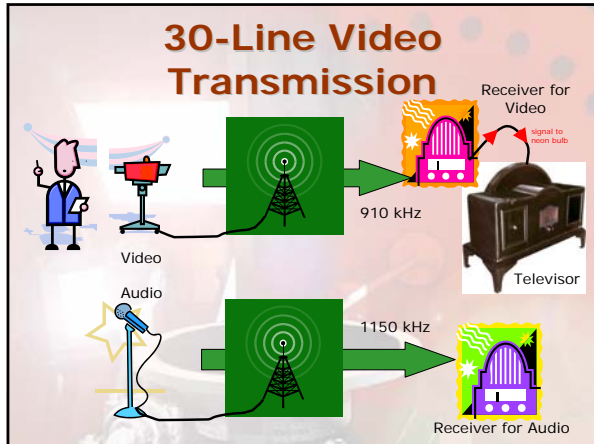 30-Line Video
Transmission
Receiver for
Video
signal to
neon bulb
910 kHz
Video
Televisor
Audio
1150 kHz
Receiver for Audio